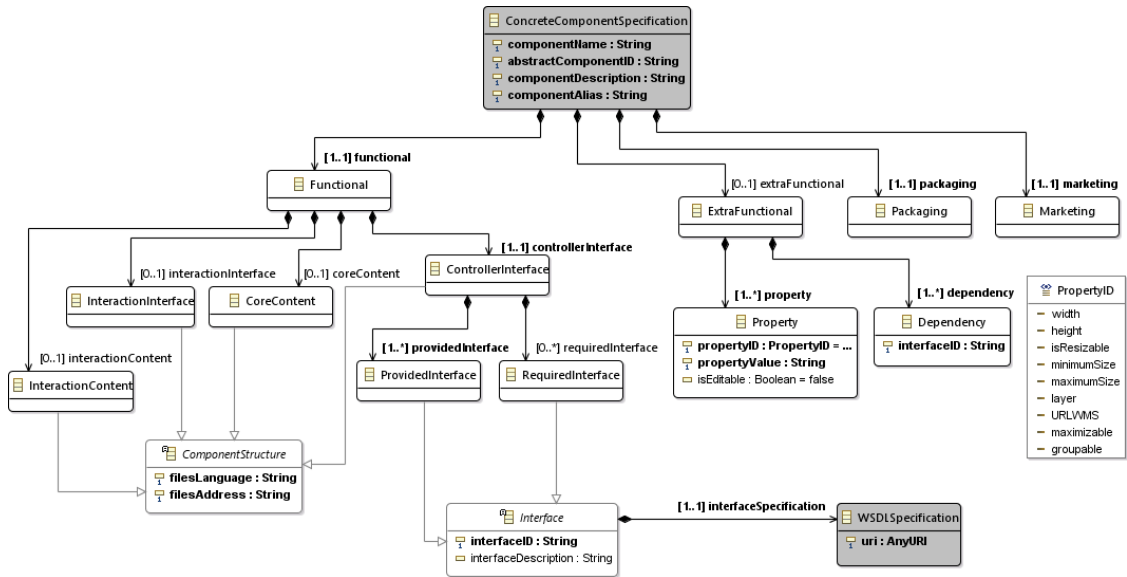 ConcreteComponentSpecification
componentName : String
abstractComponentID : String
componentDescription : String
componentAlias : String
[1..1] functional
Functional
[0..1] extraFunctional
ExtraFunctional
[1..1] packaging
Packaging
[1..1] marketing
Marketing
[0..1] interactionInterface
InteractionInterface
[0..1] coreContent
CoreContent
[1..1] controllerInterface
ControllerInterface
[0..1] interactionContent
InteractionContent
[1..*] providedInterface
ProvidedInterface
[0..*] requiredInterface
RequiredInterface
[1..*] property
Property
propertyID : PropertyID = ...
propertyValue : String
isEditable : Boolean = false
[1..*] dependency
Dependency
interfaceID : String
PropertyID
width
height
isResizable
minimumSize
maximumSize
layer
URLWMS
maximizable
groupable
ComponentStructure
filesLanguage : String
filesAddress : String
Interface
interfaceID : String
interfaceDescription : String
[1..1] interfaceSpecification
WSDLSpecification
uri : AnyURI